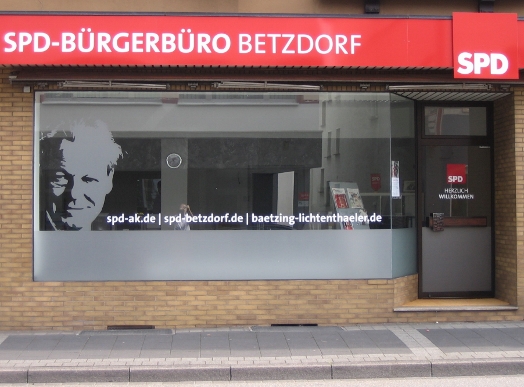 SPD-BÜRGERBÜRO BETZDORF
SPD
SPD
HERZLICH
WILLKOMMEN
spd-ak.de | spd-betzdorf.de | baetzing-lichtenthaeler.de